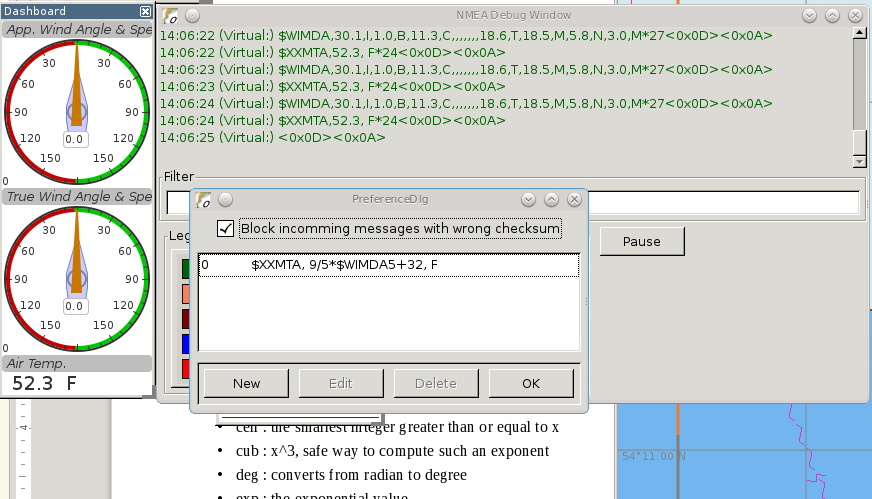 Dashboard
App. Wind Angle & Spe
30 30
60 60
90 90
120 120
150 150
0.0
0
True Wind Angle & Spe
30 30
60 60
90 90
120 120
150 150
0.0
0
Air Temp.
52.3 F
NMEA Debug Window
14:06:22 (Virtual:) $WIMDA,30.1,I,1.0,B,11.3,C,,,,,,,18.6,T,18.5,M,5.8,N,3.0,M*27<0x0D><0x0A>
14:06:22 (Virtual:) $XXMTA,52.3, F*24<0x0D><0x0A>
14:06:23 (Virtual:) $WIMDA,30.1,I,1.0,B,11.3,C,,,,,,,18.6,T,18.5,M,5.8,N,3.0,M*27<0x0D><0x0A>
14:06:23 (Virtual:) $XXMTA,52.3, F*24<0x0D><0x0A>
14:06:24 (Virtual:) $WIMDA,30.1,I,1.0,B,11.3,C,,,,,,,18.6,T,18.5,M,5.8,N,3.0,M*27<0x0D><0x0A>
14:06:24 (Virtual:) $XXMTA,52.3, F*24<0x0D><0x0A>
14:06:25 (Virtual:) <0x0D><0x0A>
Filter
Leg
Pause
PreferenceDlg
Block incomming messages with wrong checksum
0 $XXMTA, 9/5*$WIMDA5+32, F
New Edit Delete OK
4
• ceil : the smallest integer greater than or equal to x
• cub : x^3, safe way to compute such an exponent
• deg : converts from radian to degree
• exp : the exponential value
54°11.00 N